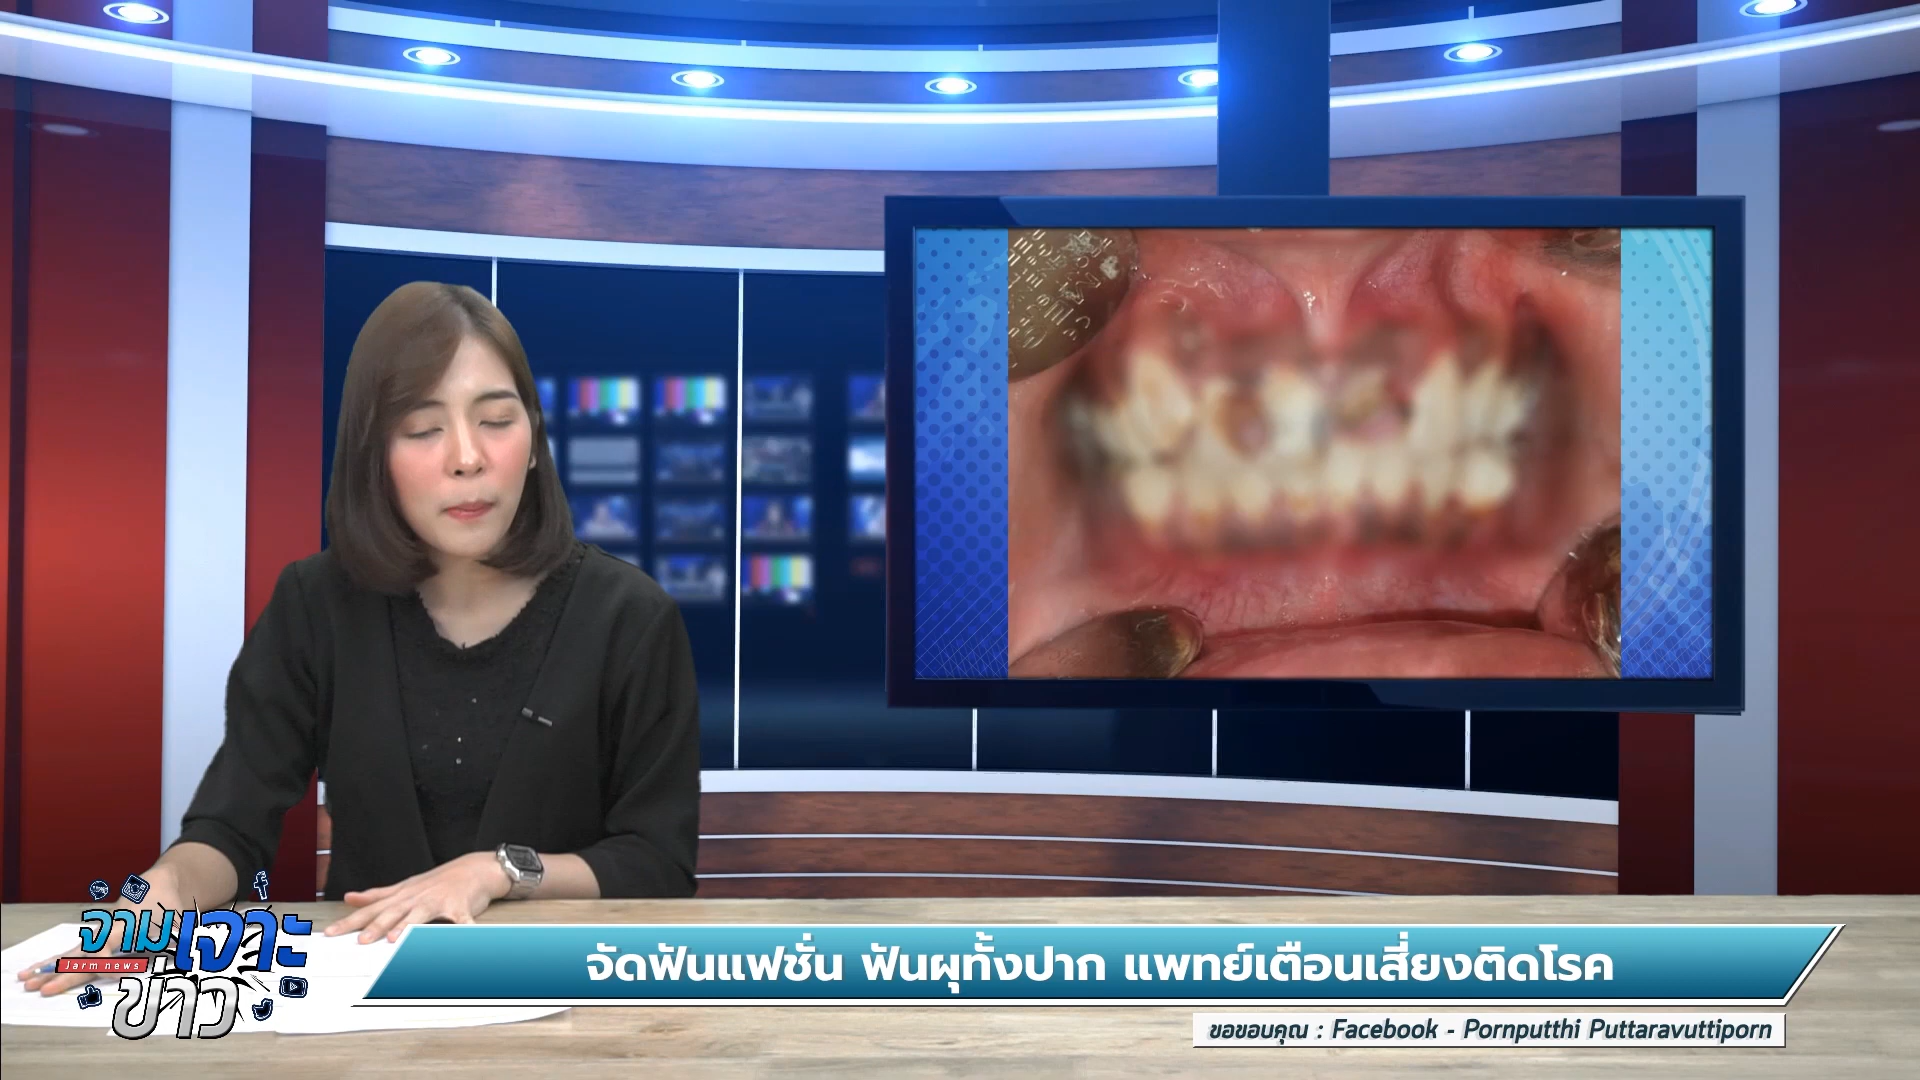 จามเจาะ
Jarm news
ข่าว
จัดฟันแฟชั่น ฟันผุทั้งปาก แพทย์เตือนเสี่ยงติดโรค
ขอขอบคุณ : Facebook - Pornputthi Puttaravuttiporn